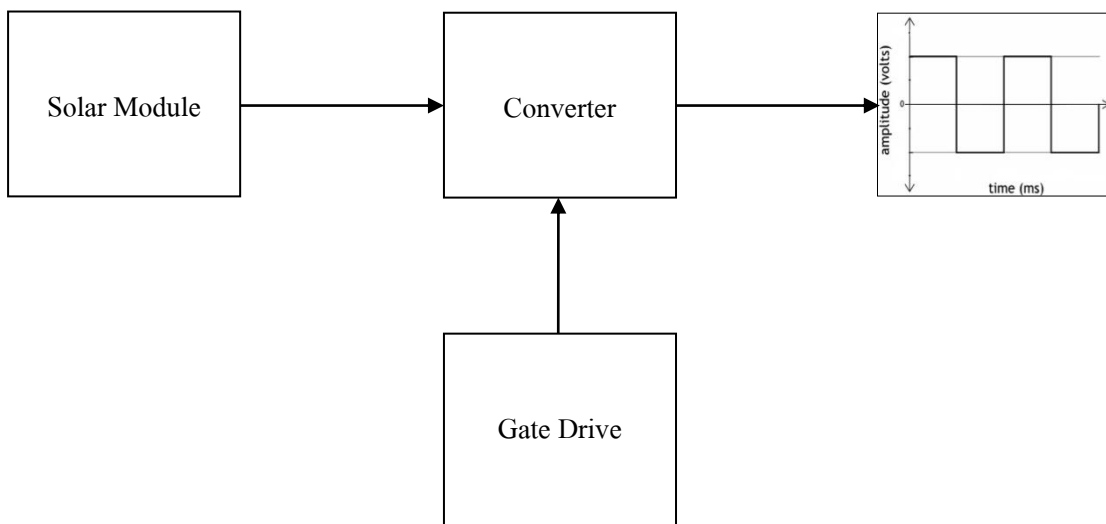 Solar Module
Converter
amplitude (volts)
0
time (ms)
Gate Drive